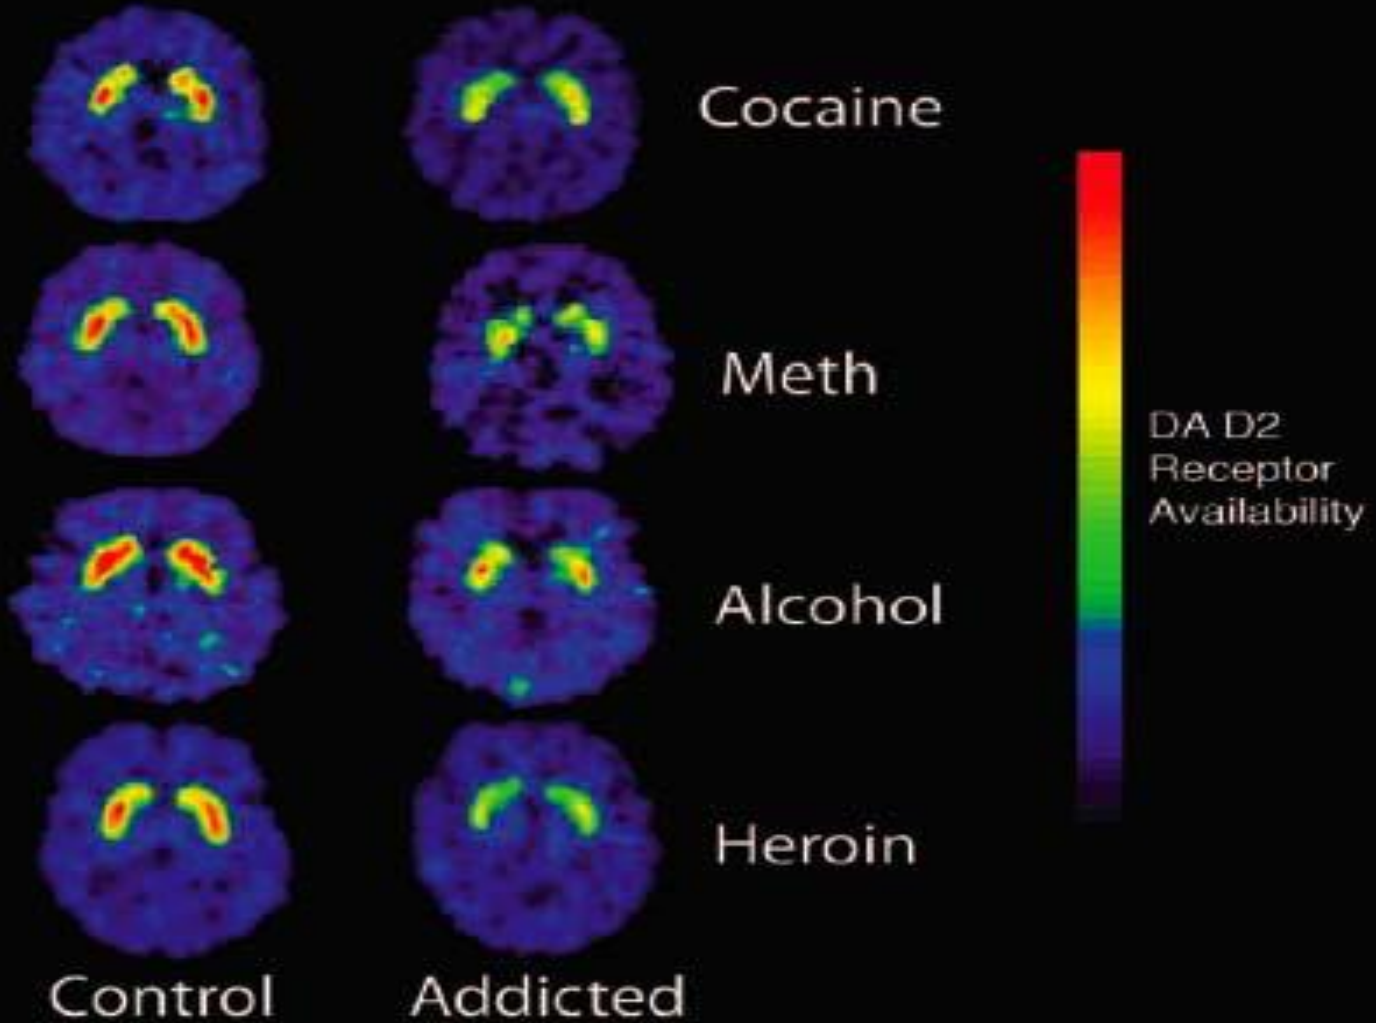 Cocaine
Meth
DA D2
Receptor
Availability
Alcohol
Heroin
Control
Addicted